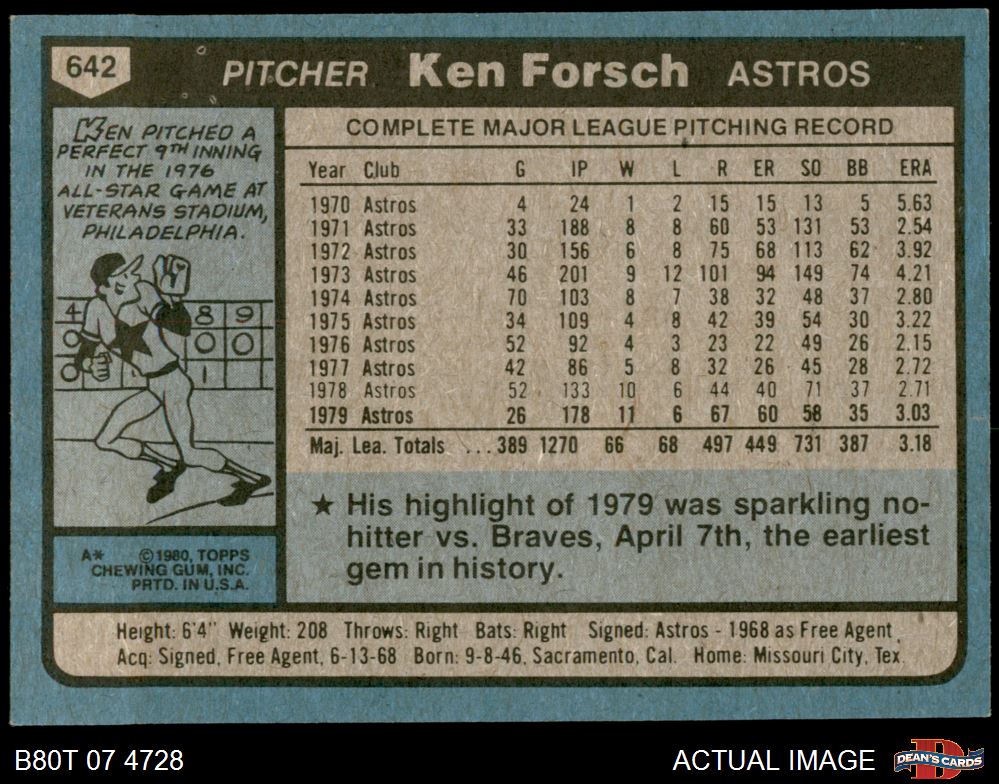 642 PITCHER Ken Forsch ASTROS
KEN PITCHED A
PERFECT 9TH INNING
IN THE 1976
ALL-STAR GAME AT
VETERANS STADIUM,
PHILADELPHIA.
4 8 9
0 0 0
0 1
A* ©1980, TOPPS
CHEWING GUM, INC.
PRTD. IN U.S.A.
COMPLETE MAJOR LEAGUE PITCHING RECORD
Year Club G IP W L R ER SO BB ERA
1970 Astros 4 24 1 2 15 15 13 5 5.63
1971 Astros 33 188 8 8 60 53 131 53 2.54
1972 Astros 30 156 6 8 75 68 113 62 3.92
1973 Astros 46 201 9 12 101 94 149 74 4.21
1974 Astros 70 103 8 7 38 32 48 37 2.80
1975 Astros 34 109 4 8 42 39 54 30 3.22
1976 Astros 52 92 4 3 23 22 49 26 2.15
1977 Astros 42 86 5 8 32 26 45 28 2.72
1978 Astros 52 133 10 6 44 40 71 37 2.71
1979 Astros 26 178 11 6 67 60 58 35 3.03
Maj. Lea. Totals ... 389 1270 66 68 497 449 731 387 3.18
★ His highlight of 1979 was sparkling no-
hitter vs. Braves, April 7th, the earliest
gem in history.
Height: 6'4" Weight: 208 Throws: Right Bats: Right Signed: Astros - 1968 as Free Agent
Acq: Signed, Free Agent, 6-13-68 Born: 9-8-46, Sacramento, Cal. Home: Missouri City, Tex.
B80T 07 4728 ACTUAL IMAGE DEAN'S CARDS